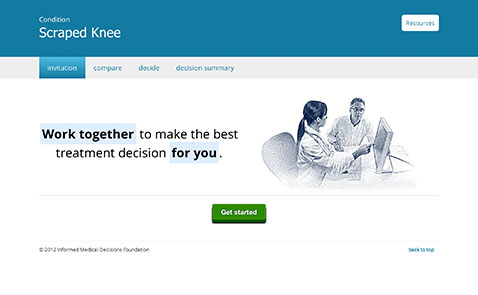 Condition
Scraped Knee
Resources
invitation compare decide decision summary
Work together to make the best
treatment decision for you.
Get started
© 2012 Informed Medical Decisions Foundation
back to top